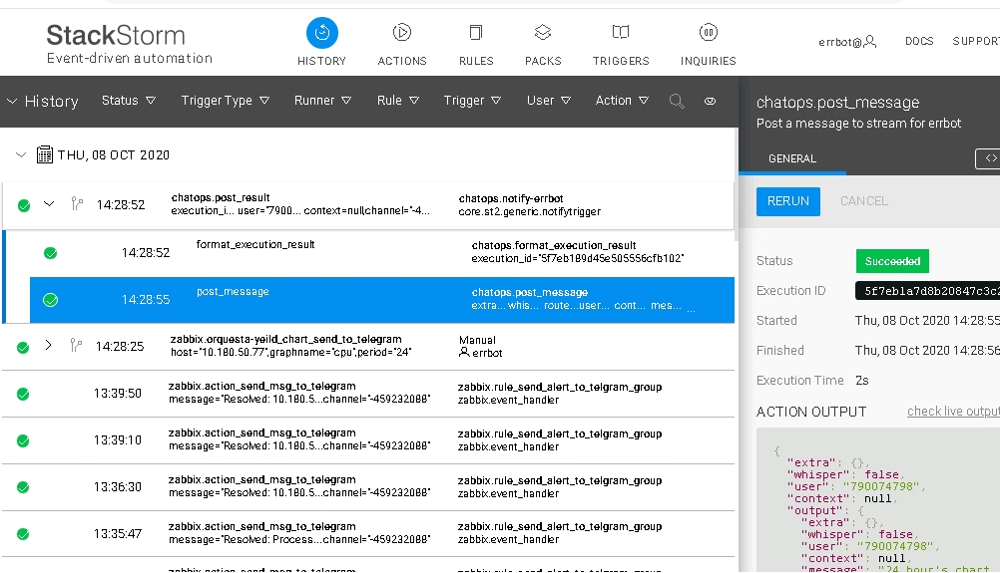 StackStorm
Event-driven automation
HISTORY
ACTIONS
RULES
PACKS
TRIGGERS
INQUIRIES
errbot@
DOCS
SUPPOR
History
Status
Trigger Type
Runner
Rule
Trigger
User
Action
THU, 08 OCT 2020
14:28:52
chatops.post_result
execution_i... user="7900... context=null,channel="-4...
chatops.notify-errbot
core.st2.generic.notifytrigger
14:28:52
format_execution_result
chatops.format_execution_result
execution_id="5f7eb189d45e505556cfb102"
14:28:55
post_message
chatops.post_message
extra... whis... route...user... cont... mes... ...
14:28:25
zabbix.orquesta-yeild_chart_send_to_telegram
host="10.180.50.77",graphname="cpu",period="24"
Manual
errbot
13:39:50
zabbix.action_send_msg_to_telegram
message="Resolved: 10.180.5...channel="-459232088"
zabbix.rule_send_alert_to_telgram_group
zabbix.event_handler
13:39:10
zabbix.action_send_msg_to_telegram
message="Resolved: 10.180.5...channel="-459232088"
zabbix.rule_send_alert_to_telgram_group
zabbix.event_handler
13:36:30
zabbix.action_send_msg_to_telegram
message="Resolved: 10.180.5...channel="-459232088"
zabbix.rule_send_alert_to_telgram_group
zabbix.event_handler
13:35:47
zabbix.action_send_msg_to_telegram
message="Resolved: Process...channel="-459232088"
zabbix.rule_send_alert_to_telgram_group
zabbix.event_handler
zabbix.action_send_msg_to_telegram
zabbix.rule_send_alert_to_telgram_group
chatops.post_message
Post a message to stream for errbot
GENERAL
<>
RERUN
CANCEL
Status
Succeeded
Execution ID
5f7eb1a7d8b20847c3c2
Started
Thu, 08 Oct 2020 14:28:55
Finished
Thu, 08 Oct 2020 14:28:56
Execution Time
2s
ACTION OUTPUT
check live output
{
"extra": {},
"whisper": false,
"user": "790074798",
"context": null,
"output": {
"extra": {},
"whisper": false,
"user": "790074798",
"context": null,
"message": "24 hour's chart